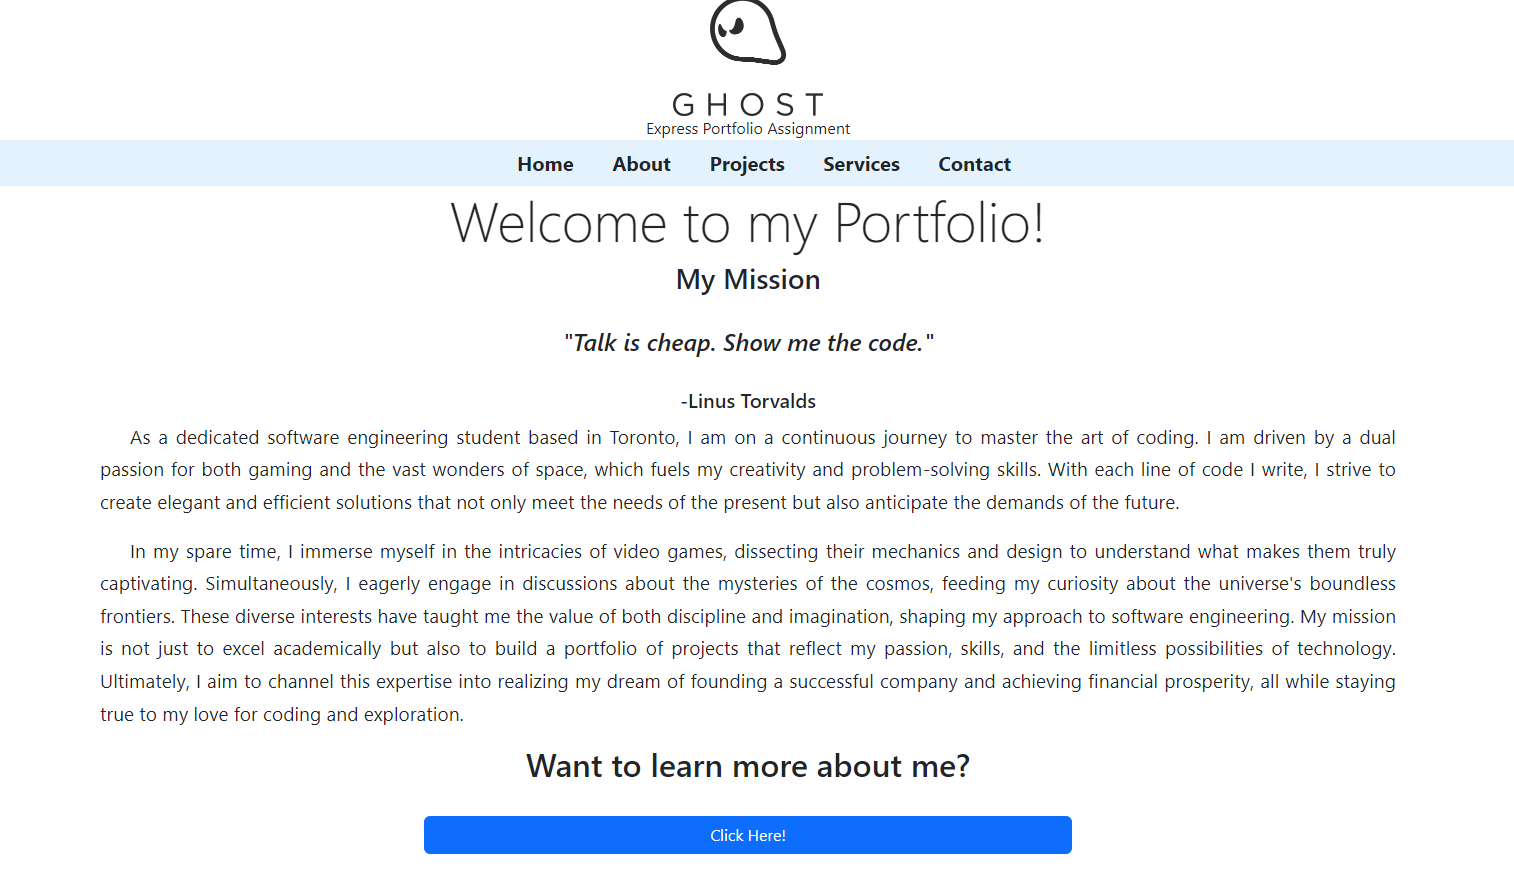 GHOST
Express Portfolio Assignment
Home About Projects Services Contact
Welcome to my Portfolio!
My Mission
"Talk is cheap. Show me the code."
-Linus Torvalds
As a dedicated software engineering student based in Toronto, I am on a continuous journey to master the art of coding. I am driven by a dual
passion for both gaming and the vast wonders of space, which fuels my creativity and problem-solving skills. With each line of code I write, I strive to
create elegant and efficient solutions that not only meet the needs of the present but also anticipate the demands of the future.
In my spare time, I immerse myself in the intricacies of video games, dissecting their mechanics and design to understand what makes them truly
captivating. Simultaneously, I eagerly engage in discussions about the mysteries of the cosmos, feeding my curiosity about the universe's boundless
frontiers. These diverse interests have taught me the value of both discipline and imagination, shaping my approach to software engineering. My mission
is not just to excel academically but also to build a portfolio of projects that reflect my passion, skills, and the limitless possibilities of technology.
Ultimately, I aim to channel this expertise into realizing my dream of founding a successful company and achieving financial prosperity, all while staying
true to my love for coding and exploration.
Want to learn more about me?
Click Here!